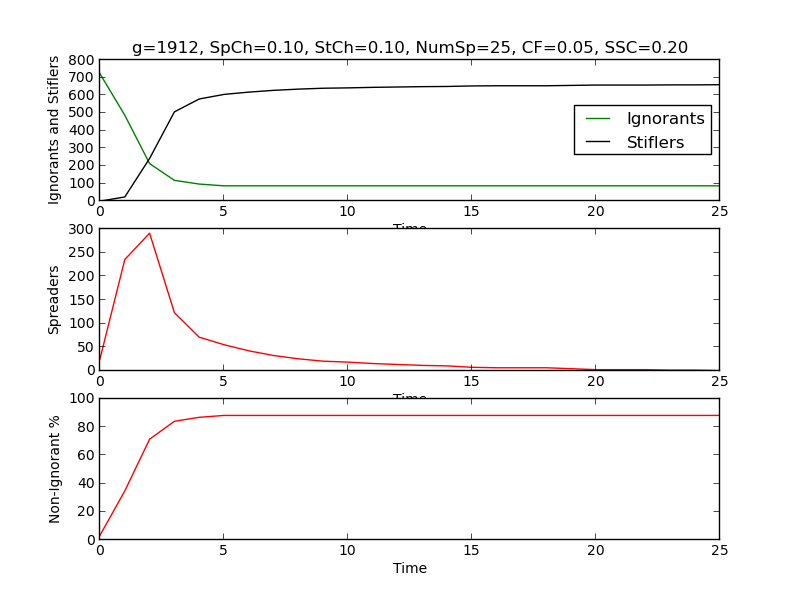 g=1912, SpCh=0.10, StCh=0.10, NumSp=25, CF=0.05, SSC=0.20
Ignorants and Stiflers
800
700
600
500
400
300
200
100
0
Ignorants
Stiflers
0 5 10 15 20 25
Time
Spreaders
300
250
200
150
100
50
0
0 5 10 15 20 25
Time
Non-Ignorant %
100
80
60
40
20
0
0 5 10 15 20 25
Time